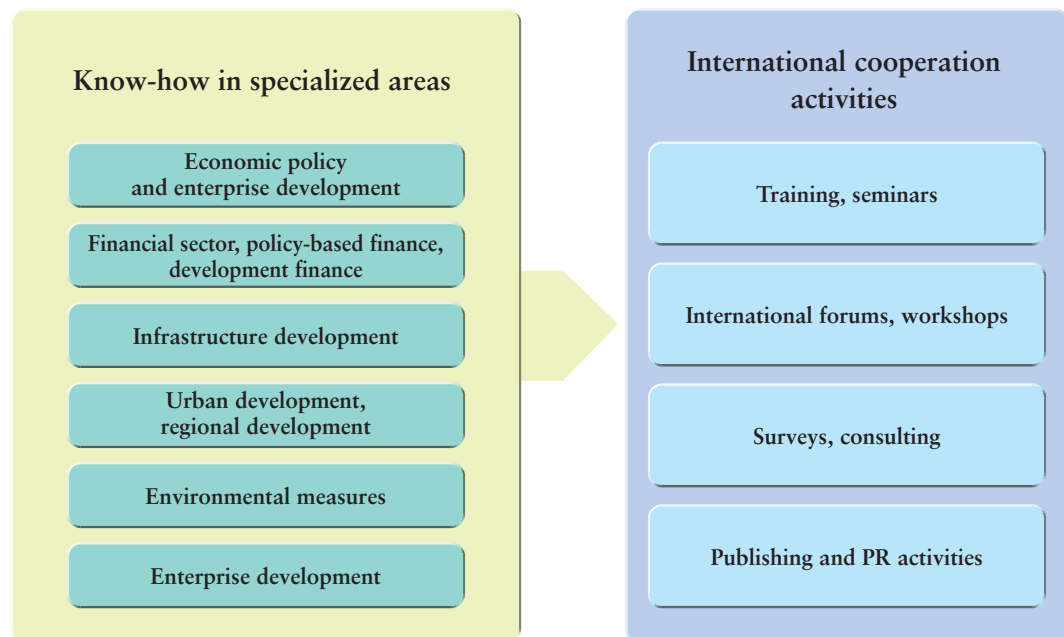 Know-how in specialized areas
Economic policy
and enterprise development
Financial sector, policy-based finance,
development finance
Infrastructure development
Urban development,
regional development
Environmental measures
Enterprise development
International cooperation
activities
Training, seminars
International forums, workshops
Surveys, consulting
Publishing and PR activities